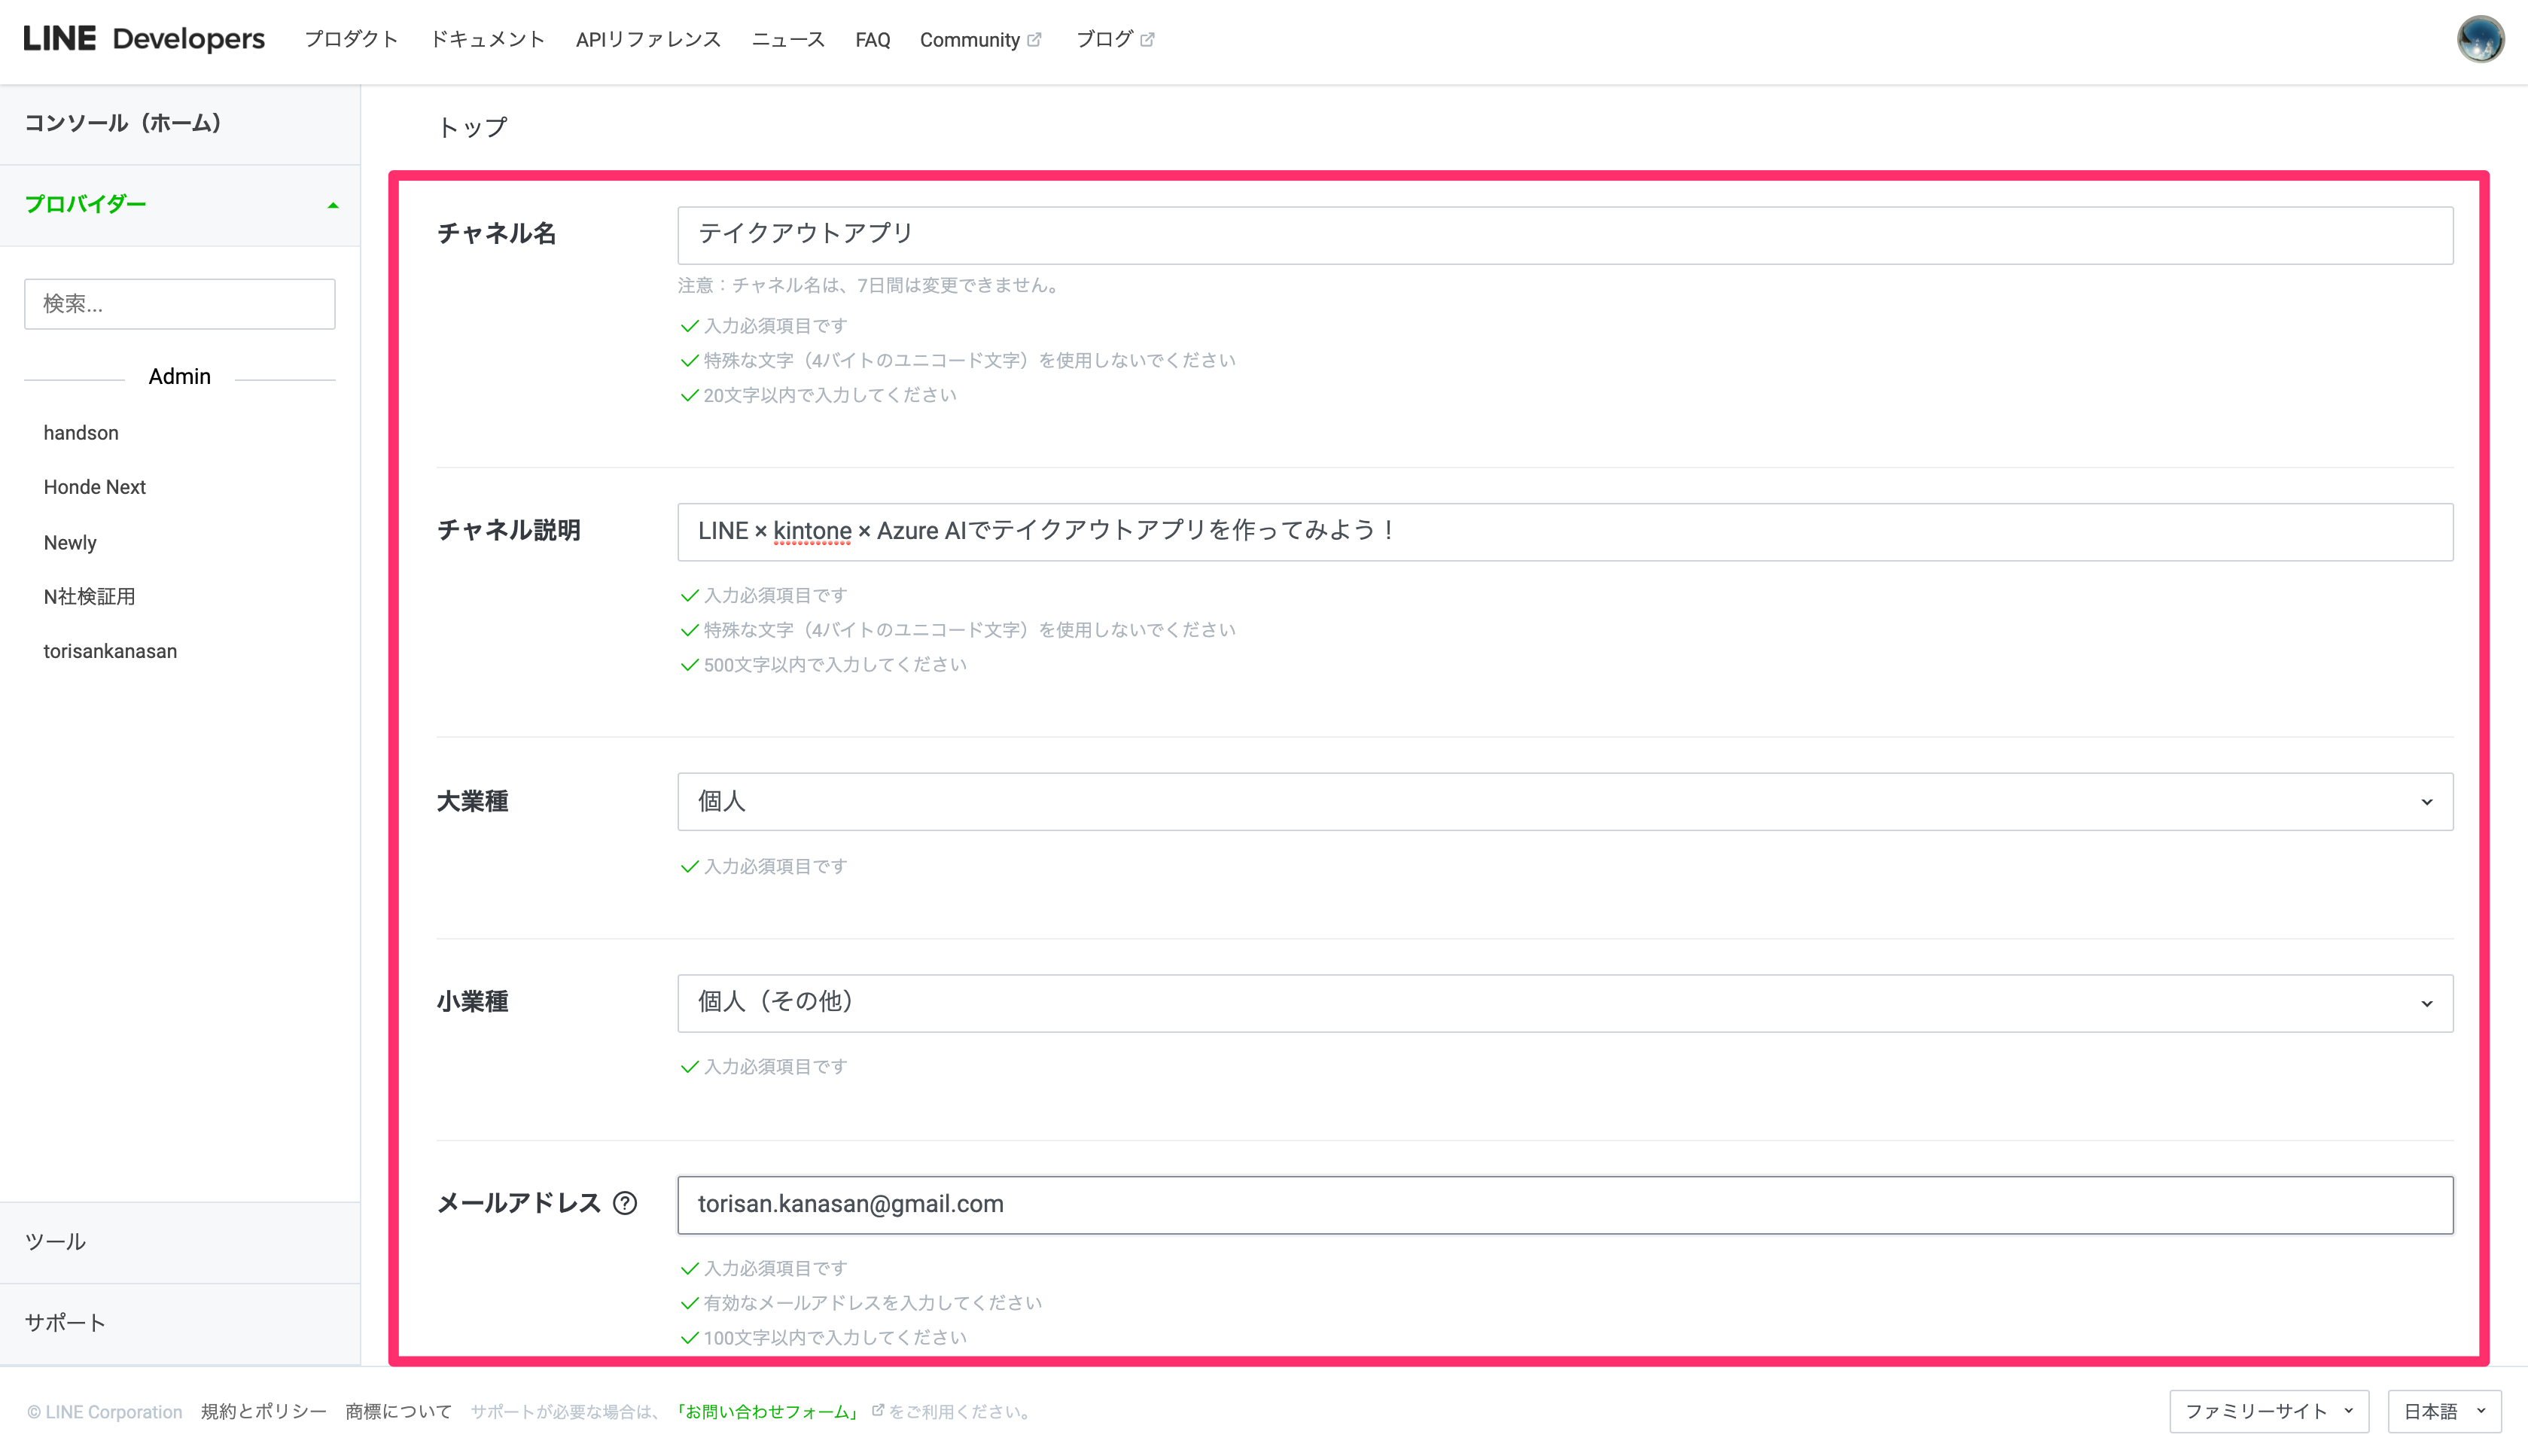 LINE Developers プロダクト ドキュメント APIリファレンス ニュース FAQ Community ブログ
コンソール（ホーム）
プロバイダー
検索...
Admin
handson
Honde Next
Newly
N社検証用
torisankanasan
ツール
サポート
トップ
チャネル名
テイクアウトアプリ
注意：チャネル名は、7日間は変更できません。
入力必須項目です
特殊な文字（4バイトのユニコード文字）を使用しないでください
20文字以内で入力してください
チャネル説明
LINE × kintone × Azure AIでテイクアウトアプリを作ってみよう！
入力必須項目です
特殊な文字（4バイトのユニコード文字）を使用しないでください
500文字以内で入力してください
大業種
個人
入力必須項目です
小業種
個人（その他）
入力必須項目です
メールアドレス ?
torisan.kanasan@gmail.com
入力必須項目です
有効なメールアドレスを入力してください
100文字以内で入力してください
© LINE Corporation 規約とポリシー 商標について サポートが必要な場合は、「お問い合わせフォーム」をご利用ください。 ファミリーサイト 日本語